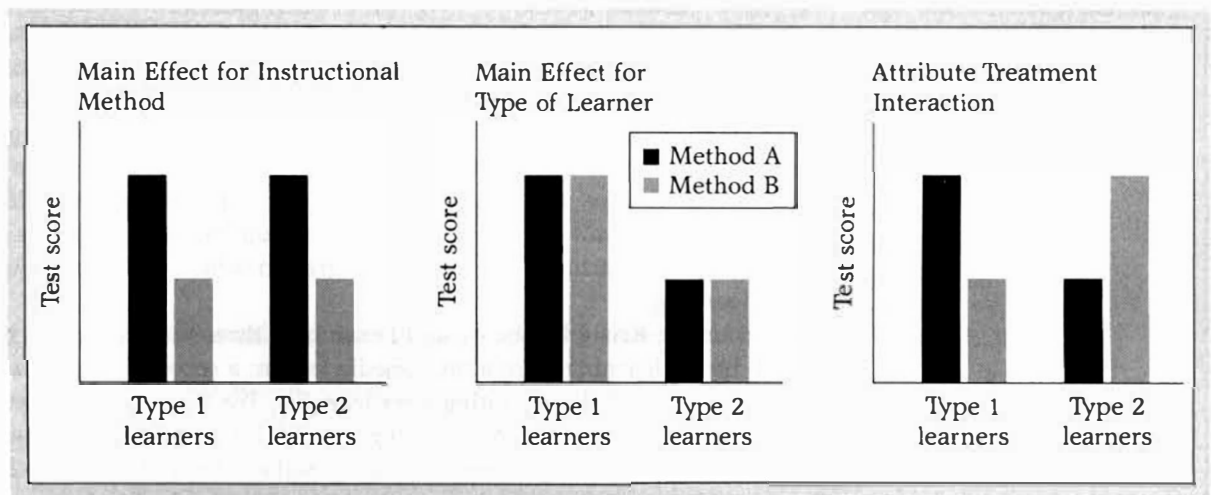 Main Effect for Instructional
Method
Test score
Type 1
learners
Type 2
learners
Main Effect for
Type of Learner
Method A
Method B
Test score
Type 1
learners
Type 2
learners
Attribute Treatment
Interaction
Test score
Type 1
learners
Type 2
learners